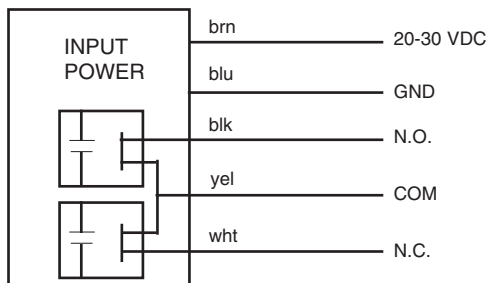 INPUT
POWER
brn
20-30 VDC
blu
GND
blk
N.O.
yel
COM
wht
N.C.